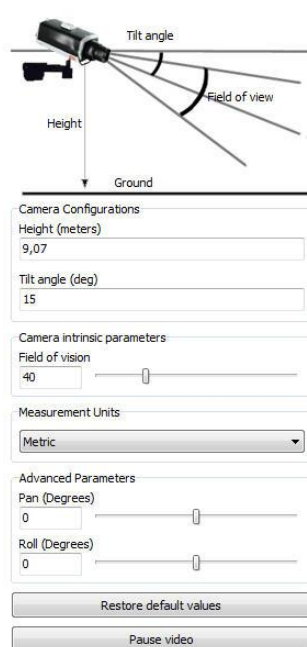 Tilt angle
Field of view
Height
Ground
Camera Configurations
Height (meters)
9,07
Tilt angle (deg)
15
Camera intrinsic parameters
Field of vision
40
Measurement Units
Metric
Advanced Parameters
Pan (Degrees)
0
Roll (Degrees)
0
Restore default values
Pause video